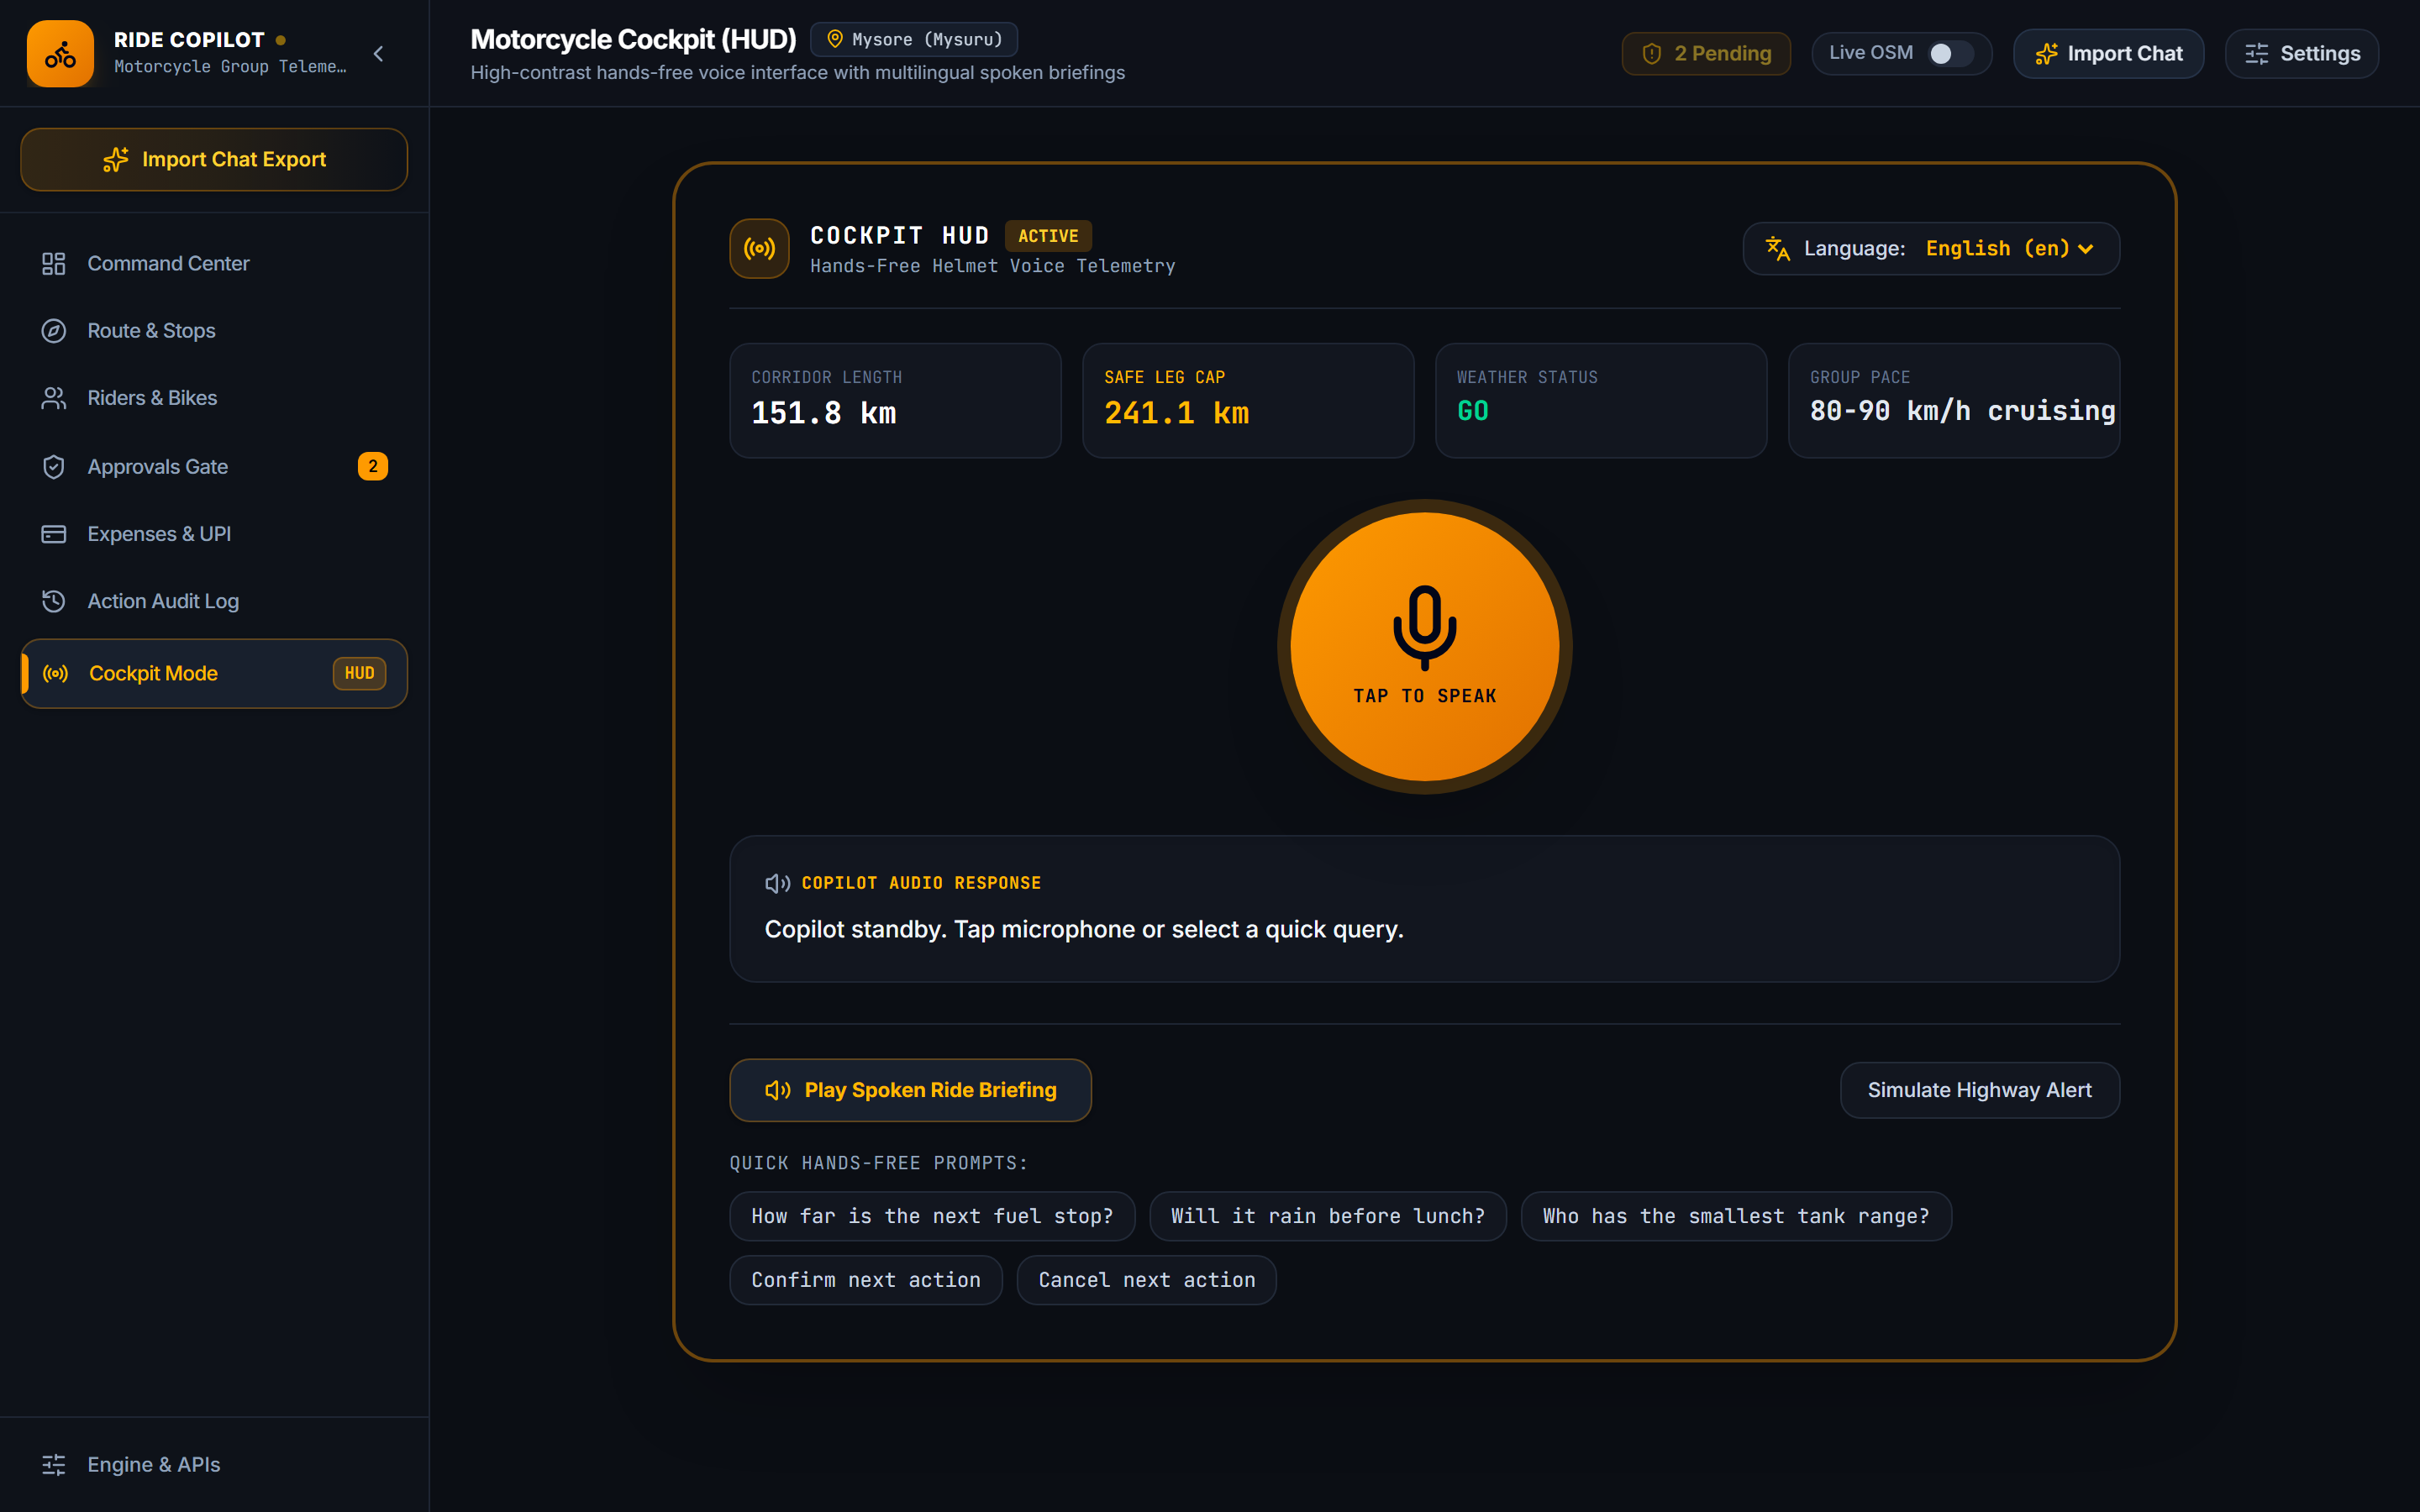 RIDE COPILOT
Motorcycle Group Teleme…
Import Chat Export
Command Center
Route & Stops
Riders & Bikes
Approvals Gate 2
Expenses & UPI
Action Audit Log
Cockpit Mode HUD
Engine & APIs
Motorcycle Cockpit (HUD) Mysore (Mysuru)
High-contrast hands-free voice interface with multilingual spoken briefings
2 Pending Live OSM Import Chat Settings
COCKPIT HUD ACTIVE
Hands-Free Helmet Voice Telemetry
Language: English (en)
CORRIDOR LENGTH
151.8 km
SAFE LEG CAP
241.1 km
WEATHER STATUS
GO
GROUP PACE
80-90 km/h cruising
TAP TO SPEAK
COPILOT AUDIO RESPONSE
Copilot standby. Tap microphone or select a quick query.
Play Spoken Ride Briefing
Simulate Highway Alert
QUICK HANDS-FREE PROMPTS:
How far is the next fuel stop? Will it rain before lunch? Who has the smallest tank range?
Confirm next action Cancel next action